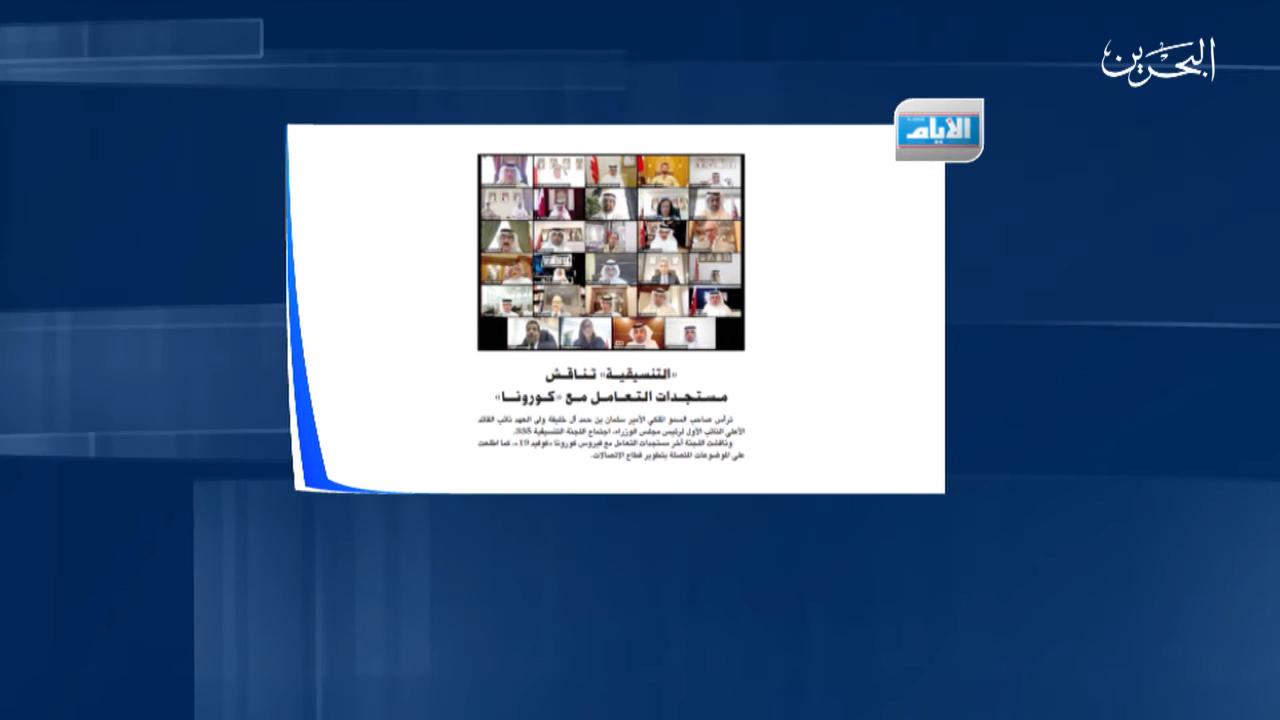 البحرين
الأيام
«التنسيقية» تناقش
مستجدات التعامل مع «كورونا»
ترأس صاحب السمو الملكي الأمير سلمان بن حمد آل خليفة ولي العهد نائب القائد
الأعلى النائب الأول لرئيس مجلس الوزراء، اجتماع اللجنة التنسيقية 335.
وناقشت اللجنة آخر مستجدات التعامل مع فيروس كورونا «كوفيد 19»، كما اطلعت
على الموضوعات المتصلة بتطوير قطاع الاتصالات.